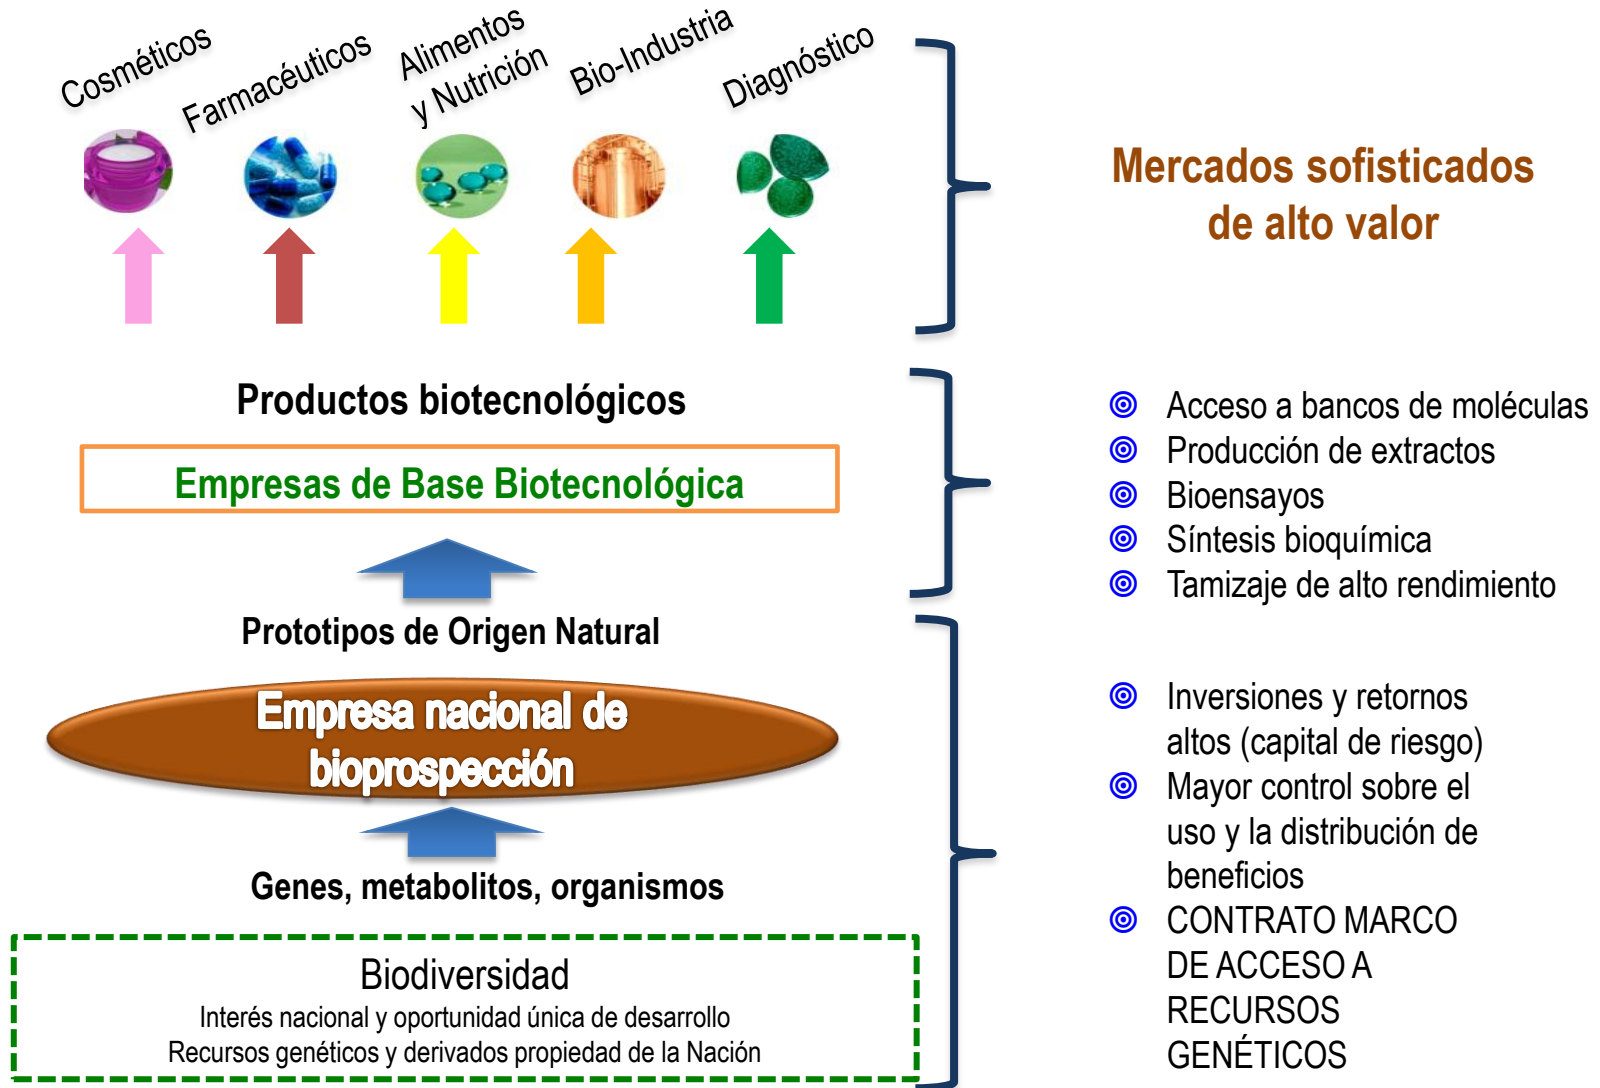 Cosméticos
Farmacéuticos
Alimentos
y Nutrición
Bio-Industria
Diagnóstico
Mercados sofisticados
de alto valor
Productos biotecnológicos
Empresas de Base Biotecnológica
Acceso a bancos de moléculas
Producción de extractos
Bioensayos
Síntesis bioquímica
Tamizaje de alto rendimiento
Prototipos de Origen Natural
Empresa nacional de
bioprospección
Genes, metabolitos, organismos
Biodiversidad
Interés nacional y oportunidad única de desarrollo
Recursos genéticos y derivados propiedad de la Nación
Inversiones y retornos
altos (capital de riesgo)
Mayor control sobre el
uso y la distribución de
beneficios
CONTRATO MARCO
DE ACCESO A
RECURSOS
GENÉTICOS